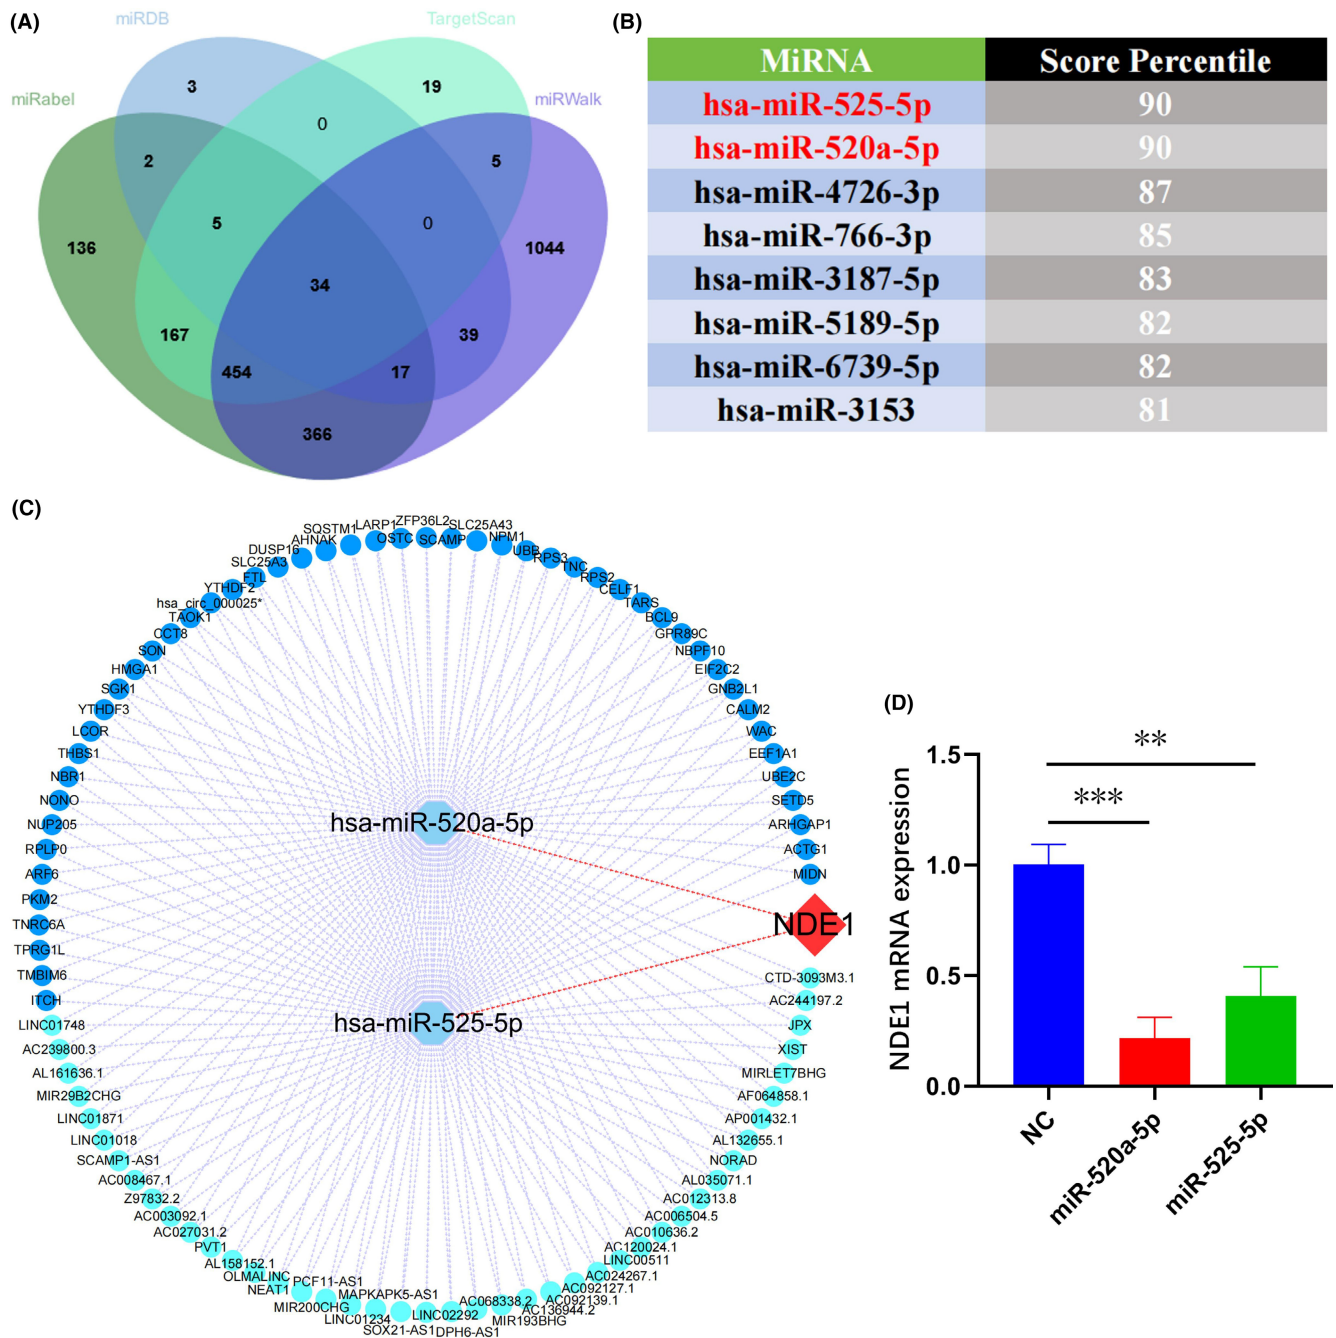 (A)
miRDB
TargetScan
miRabel
miRWalk
3
19
0
2
5
5
0
136
1044
34
167
39
454
17
366
(B)
MiRNA Score Percentile
hsa-miR-525-5p 90
hsa-miR-520a-5p 90
hsa-miR-4726-3p 87
hsa-miR-766-3p 85
hsa-miR-3187-5p 83
hsa-miR-5189-5p 82
hsa-miR-6739-5p 82
hsa-miR-3153 81
(C)
ZFP36L2
SLC25A43
LARP1
SQSTM1
OSTC
SCAMP
NPM1
AHNAK
UBB
DUSP16
RPS3
SLC25A3
TNC
FTL
RPS2
YTHDF2
CELF1
hsa_circ_000025*
TARS
TAOK1
BCL9
CCT8
GPR89C
SON
NBPF10
HMGA1
EIF2C2
SGK1
GNB2L1
YTHDF3
CALM2
LCOR
WAC
THBS1
EEF1A1
NBR1
UBE2C
NONO
SETD5
NUP205
hsa-miR-520a-5p
ARHGAP1
RPLP0
ACTG1
ARF6
MIDN
PKM2
TNRC6A
NDE1
TPRG1L
TMBIM6
CTD-3093M3.1
ITCH
AC244197.2
LINC01748
hsa-miR-525-5p
JPX
AC239800.3
XIST
AL161636.1
MIRLET7BHG
MIR29B2CHG
AF064858.1
LINC01871
AP001432.1
LINC01018
AL132655.1
SCAMP1-AS1
NORAD
AC008467.1
AL035071.1
Z97832.2
AC012313.8
AC003092.1
AC006504.5
AC027031.2
AC010636.2
PVT1
AC120024.1
AL158152.1
LINC00511
OLMALINC
AC024267.1
NEAT1
PCF11-AS1
AC092127.1
MIR200CHG
MAPKAPK5-AS1
AC068338.2
AC092139.1
LINC01234
LINC02292
MIR193BHG
AC136944.2
SOX21-AS1
DPH6-AS1
(D)
NDE1 mRNA expression
1.5
1.0
0.5
0.0
**
***
NC
miR-520a-5p
miR-525-5p